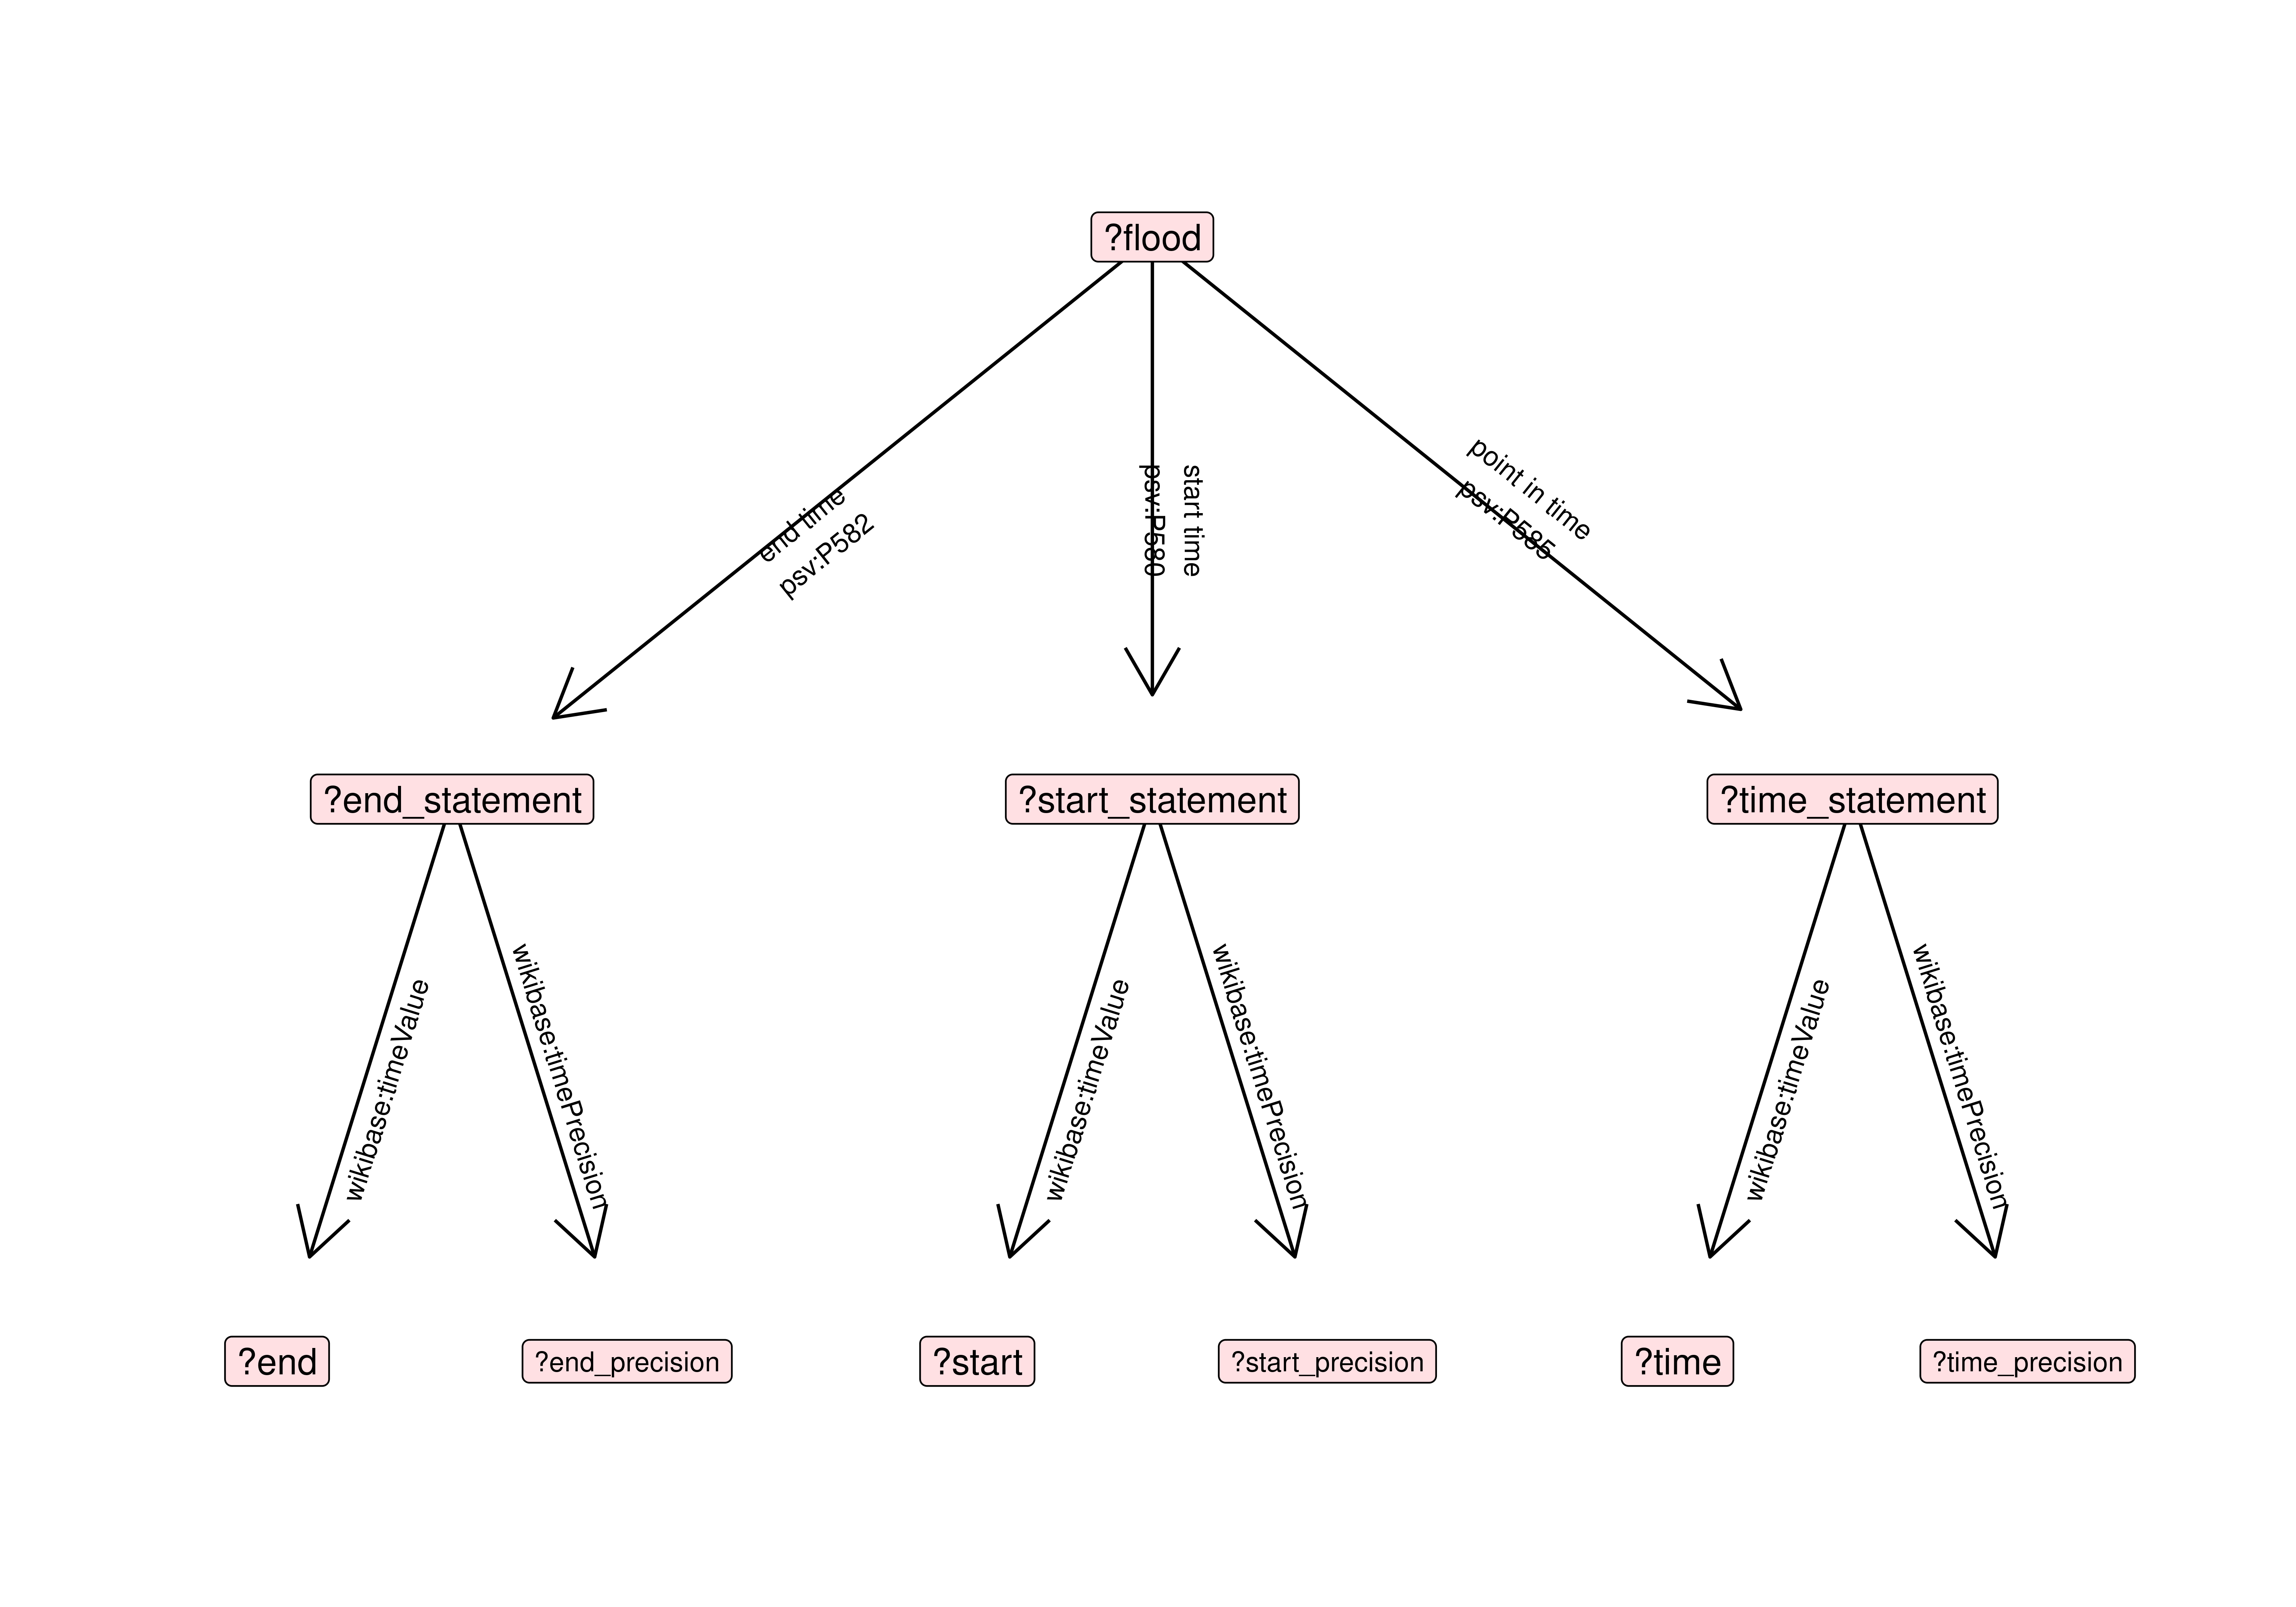 ?flood
end time
psv:P582
start time
psv:P580
point in time
psv:P585
?end_statement
?start_statement
?time_statement
wikibase:timeValue
wikibase:timePrecision
wikibase:timeValue
wikibase:timePrecision
wikibase:timeValue
wikibase:timePrecision
?end
?end_precision
?start
?start_precision
?time
?time_precision